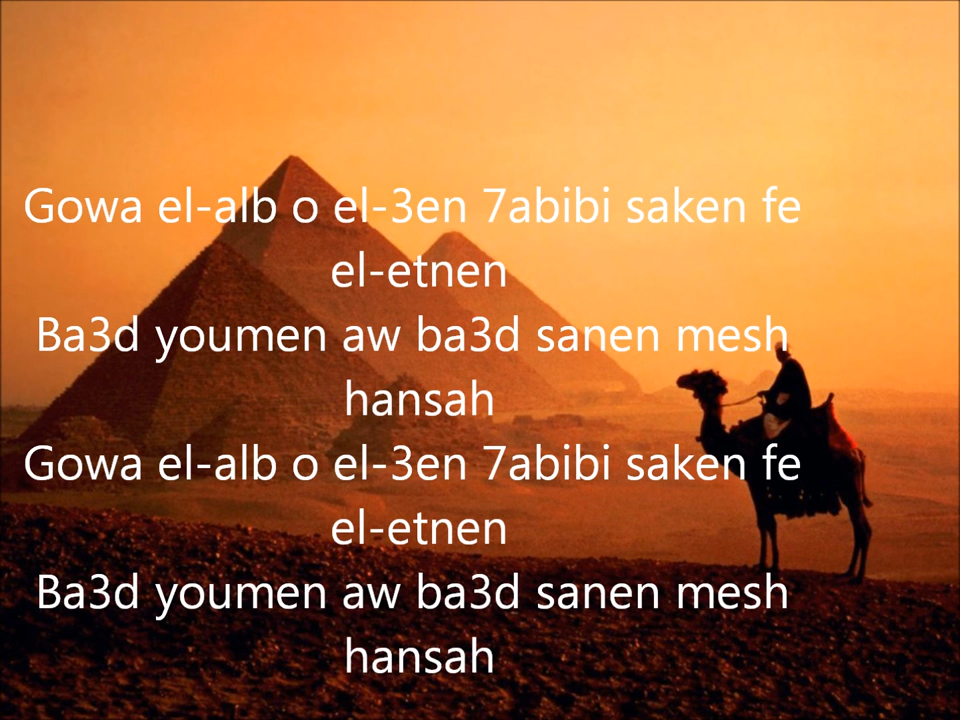 Gowa el-alb o el-3en 7abibi saken fe
el-etnen
Ba3d youmen aw ba3d sanen mesh
hansah
Gowa el-alb o el-3en 7abibi saken fe
el-etnen
Ba3d youmen aw ba3d sanen mesh
hansah